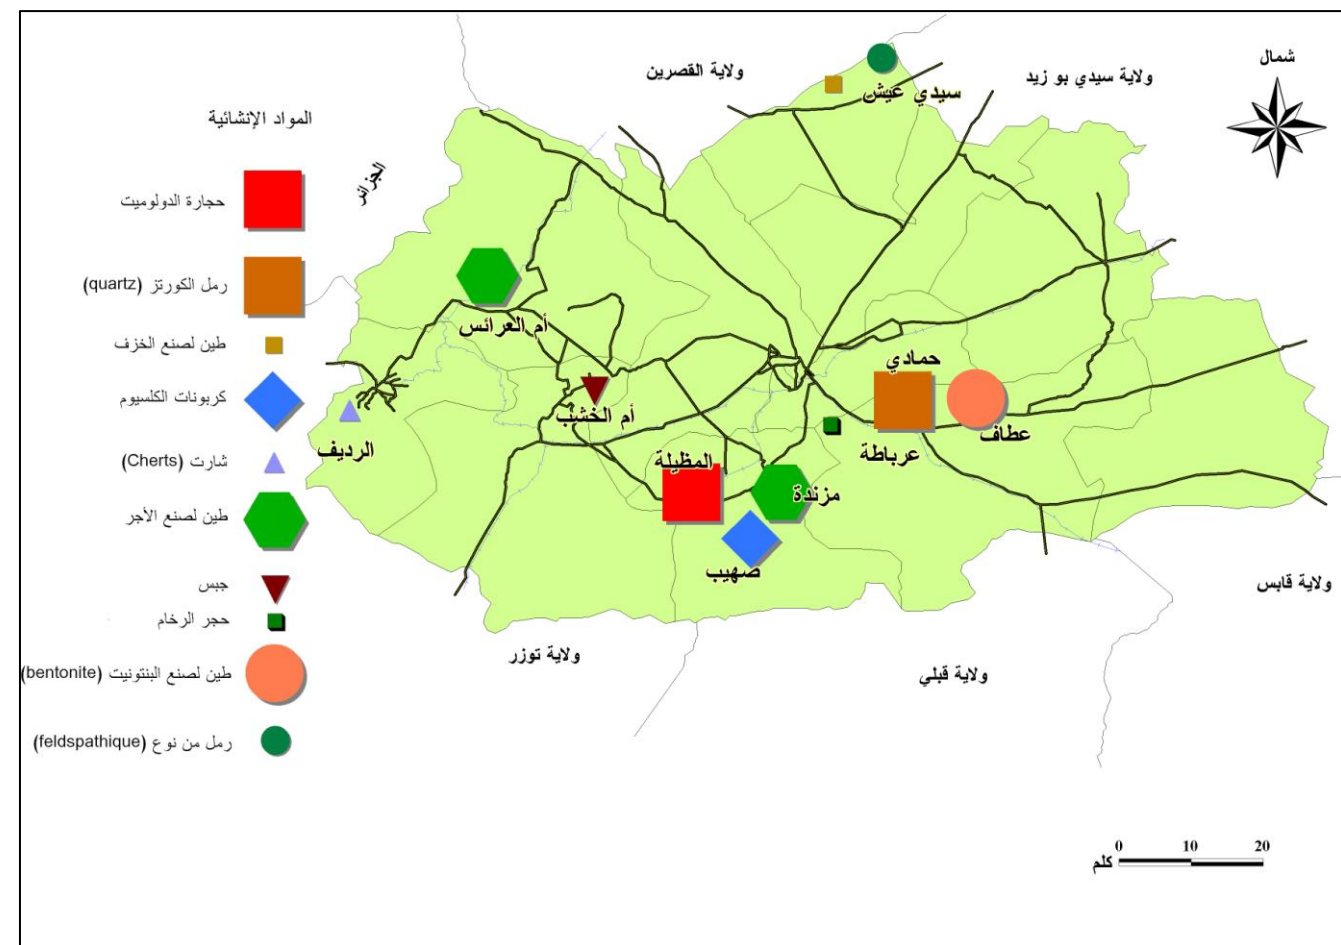 شمال
ولاية القصرين
ولاية سيدي بو زيد
سيدي عيش
المواد الإنشائية
الجزائر
حجارة الدولوميت
رمل الكورتز (quartz)
طين لصنع الخزف
كربونات الكلسيوم
شارت (Cherts)
طين لصنع الأجر
جبس
حجر الرخام
طين لصنع البنتونيت (bentonite)
رمل من نوع (feldspathique)
أم العرائس
حمادي
أم الخشب
عطاف
الرديف
عرباطة
المظيلة
مزندة
صهيب
ولاية قابس
ولاية توزر
ولاية قبلي
0 10 20
كلم